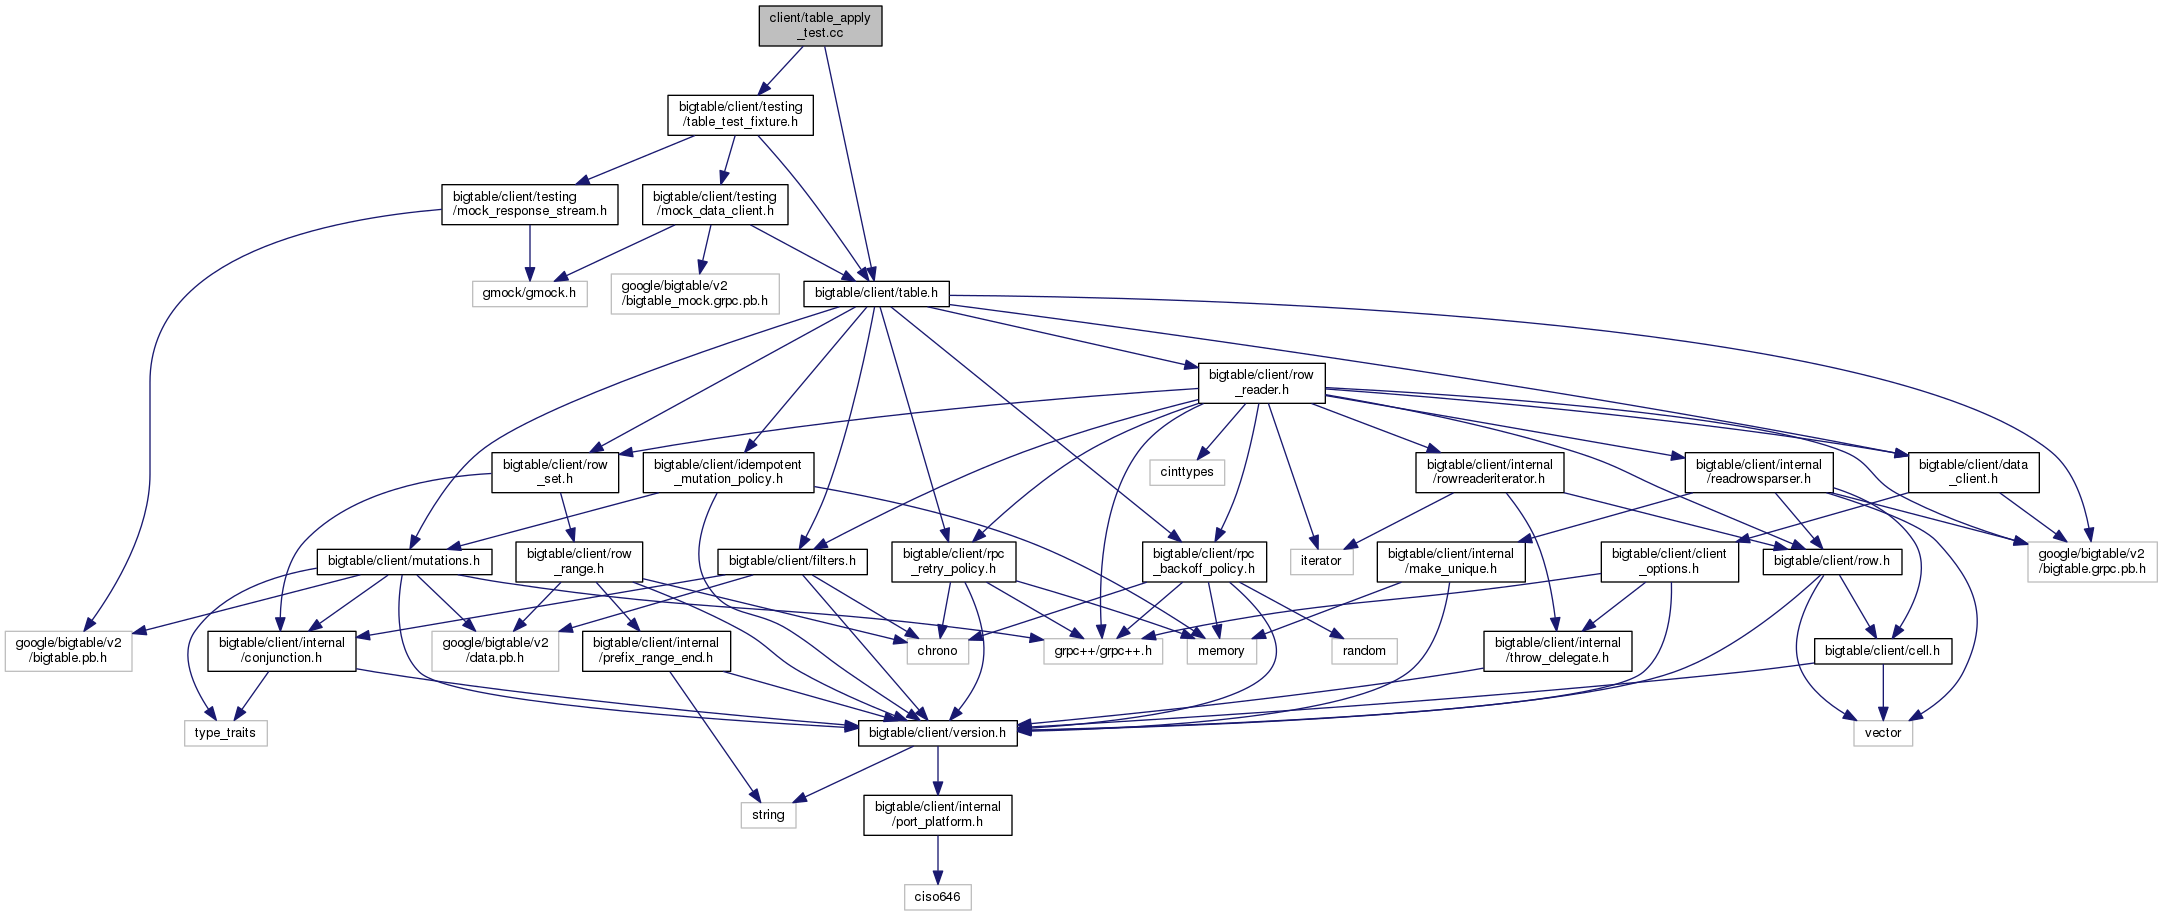 client/table_apply
_test.cc
bigtable/client/testing
/table_test_fixture.h
bigtable/client/testing
/mock_response_stream.h
bigtable/client/testing
/mock_data_client.h
gmock/gmock.h
google/bigtable/v2
/bigtable_mock.grpc.pb.h
bigtable/client/table.h
bigtable/client/row
_reader.h
bigtable/client/row
_set.h
bigtable/client/idempotent
_mutation_policy.h
cinttypes
bigtable/client/internal
/rowreaderiterator.h
bigtable/client/internal
/readrowsparser.h
bigtable/client/data
_client.h
bigtable/client/mutations.h
bigtable/client/row
_range.h
bigtable/client/filters.h
bigtable/client/rpc
_retry_policy.h
bigtable/client/rpc
_backoff_policy.h
iterator
bigtable/client/internal
/make_unique.h
bigtable/client/client
_options.h
bigtable/client/row.h
google/bigtable/v2
/bigtable.grpc.pb.h
google/bigtable/v2
/bigtable.pb.h
bigtable/client/internal
/conjunction.h
google/bigtable/v2
/data.pb.h
bigtable/client/internal
/prefix_range_end.h
chrono
grpc++/grpc++.h
memory
random
bigtable/client/internal
/throw_delegate.h
bigtable/client/cell.h
type_traits
bigtable/client/version.h
vector
string
bigtable/client/internal
/port_platform.h
ciso646